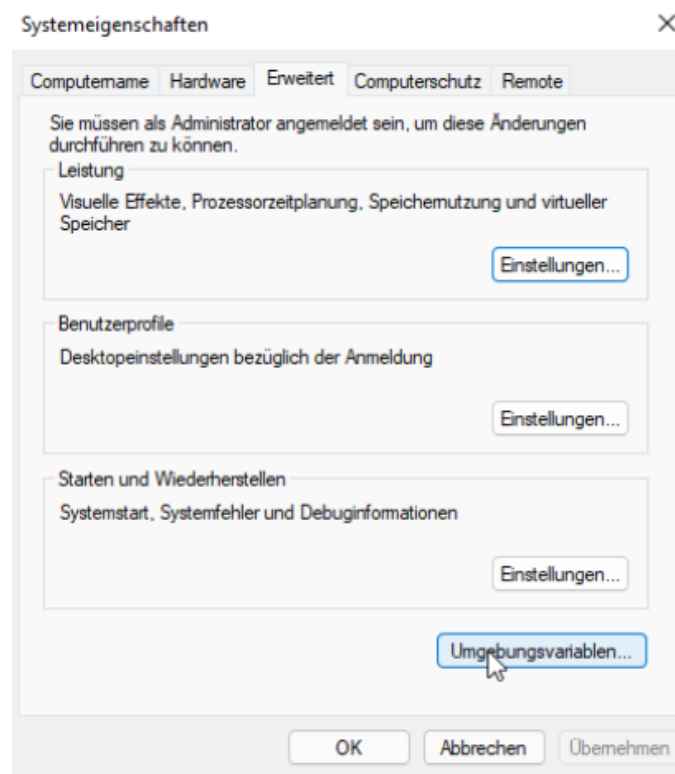 Systemeigenschaften
Computername Hardware Erweitert Computerschutz Remote
Sie müssen als Administrator angemeldet sein, um diese Änderungen
durchführen zu können.
Leistung
Visuelle Effekte, Prozessorzeitplanung, Speichernutzung und virtueller
Speicher
Einstellungen...
Benutzerprofile
Desktopeinstellungen bezüglich der Anmeldung
Einstellungen...
Starten und Wiederherstellen
Systemstart, Systemfehler und Debuginformationen
Einstellungen...
Umgebungsvariablen...
OK Abbrechen Übernehmen